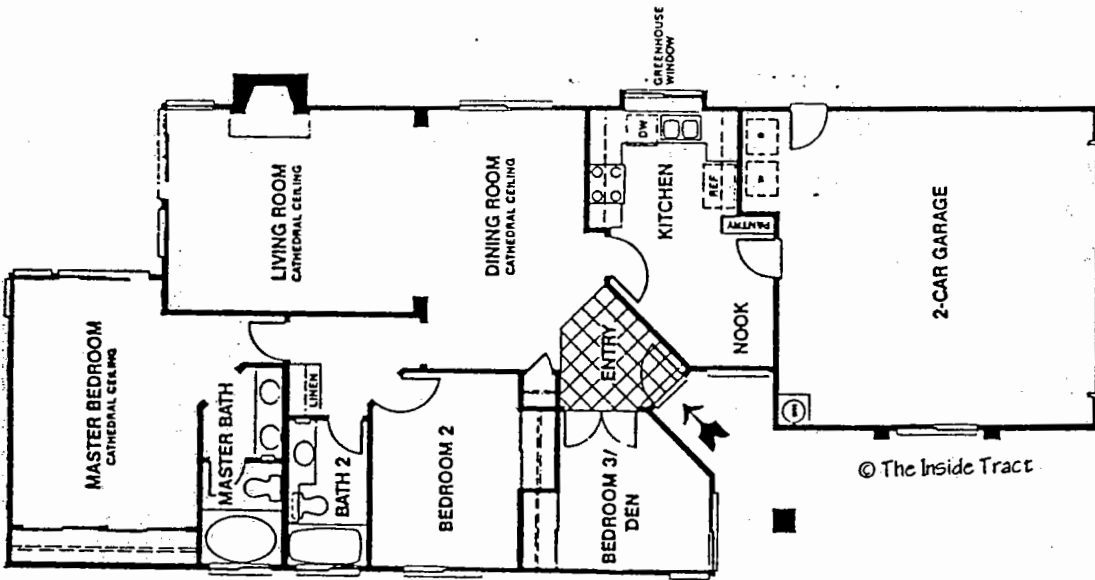 GREENHOUSE
WINDOW
LIVING ROOM
CATHEDRAL CEILING
DINING ROOM
CATHEDRAL CEILING
DW
KITCHEN
REF
PANTRY
2-CAR GARAGE
NOOK
ENTRY
MASTER BEDROOM
CATHEDRAL CEILING
MASTER BATH
LINEN
BATH 2
BEDROOM 2
BEDROOM 3/
DEN
© The Inside Tract